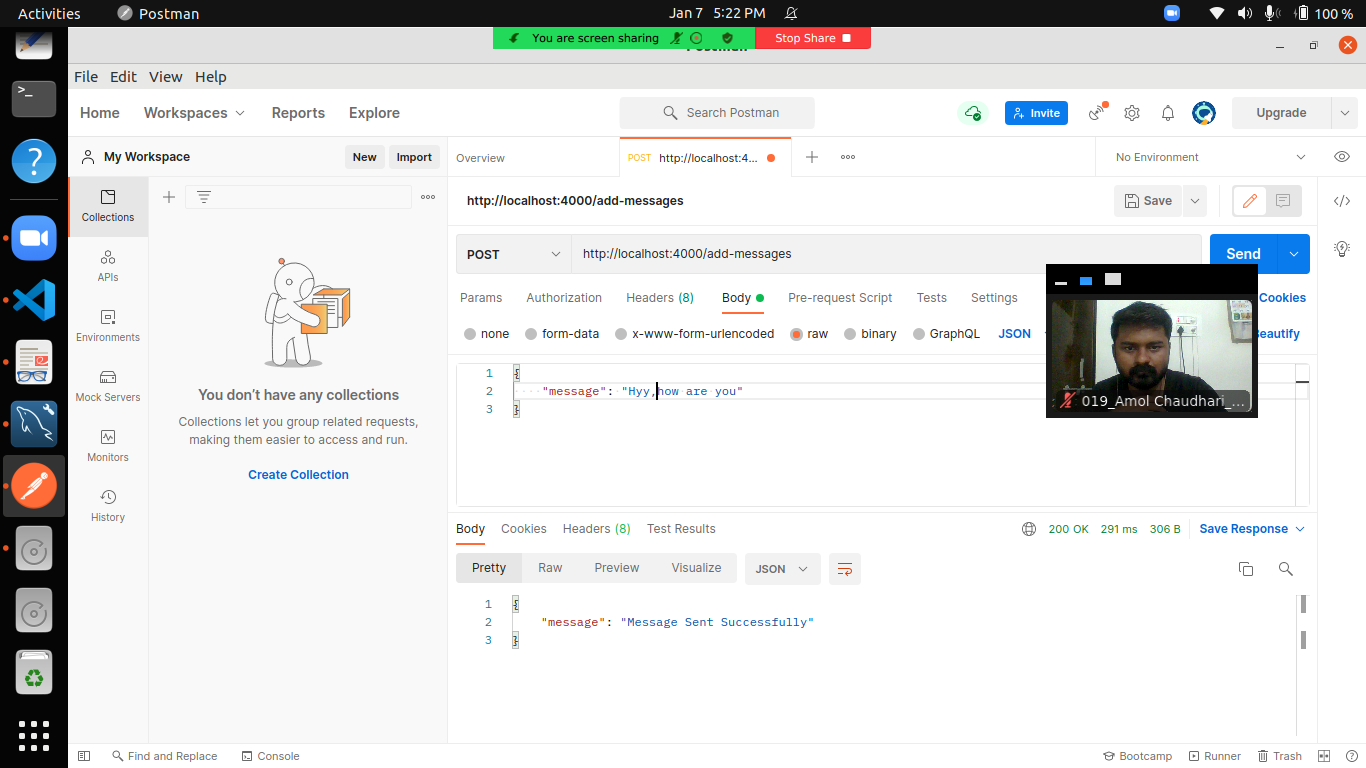 Activities Postman Jan 7 5:22 PM 100 %
You are screen sharing Stop Share
File Edit View Help
Home Workspaces Reports Explore Search Postman Invite Upgrade
My Workspace New Import Overview POST http://localhost:4... No Environment
Collections
http://localhost:4000/add-messages Save
APIs
POST http://localhost:4000/add-messages Send
Environments
Params Authorization Headers (8) Body Pre-request Script Tests Settings Cookies
none form-data x-www-form-urlencoded raw binary GraphQL JSON
Mock Servers
Monitors
History
You don't have any collections
Collections let you group related requests,
making them easier to access and run.
Create Collection
1 {
2 "message": "Hyy,how are you"
3 }
019_Amol Chaudhari_...
Body Cookies Headers (8) Test Results 200 OK 291 ms 306 B Save Response
Pretty Raw Preview Visualize JSON
1 {
2 "message": "Message Sent Successfully"
3 }
Find and Replace Console Bootcamp Runner Trash